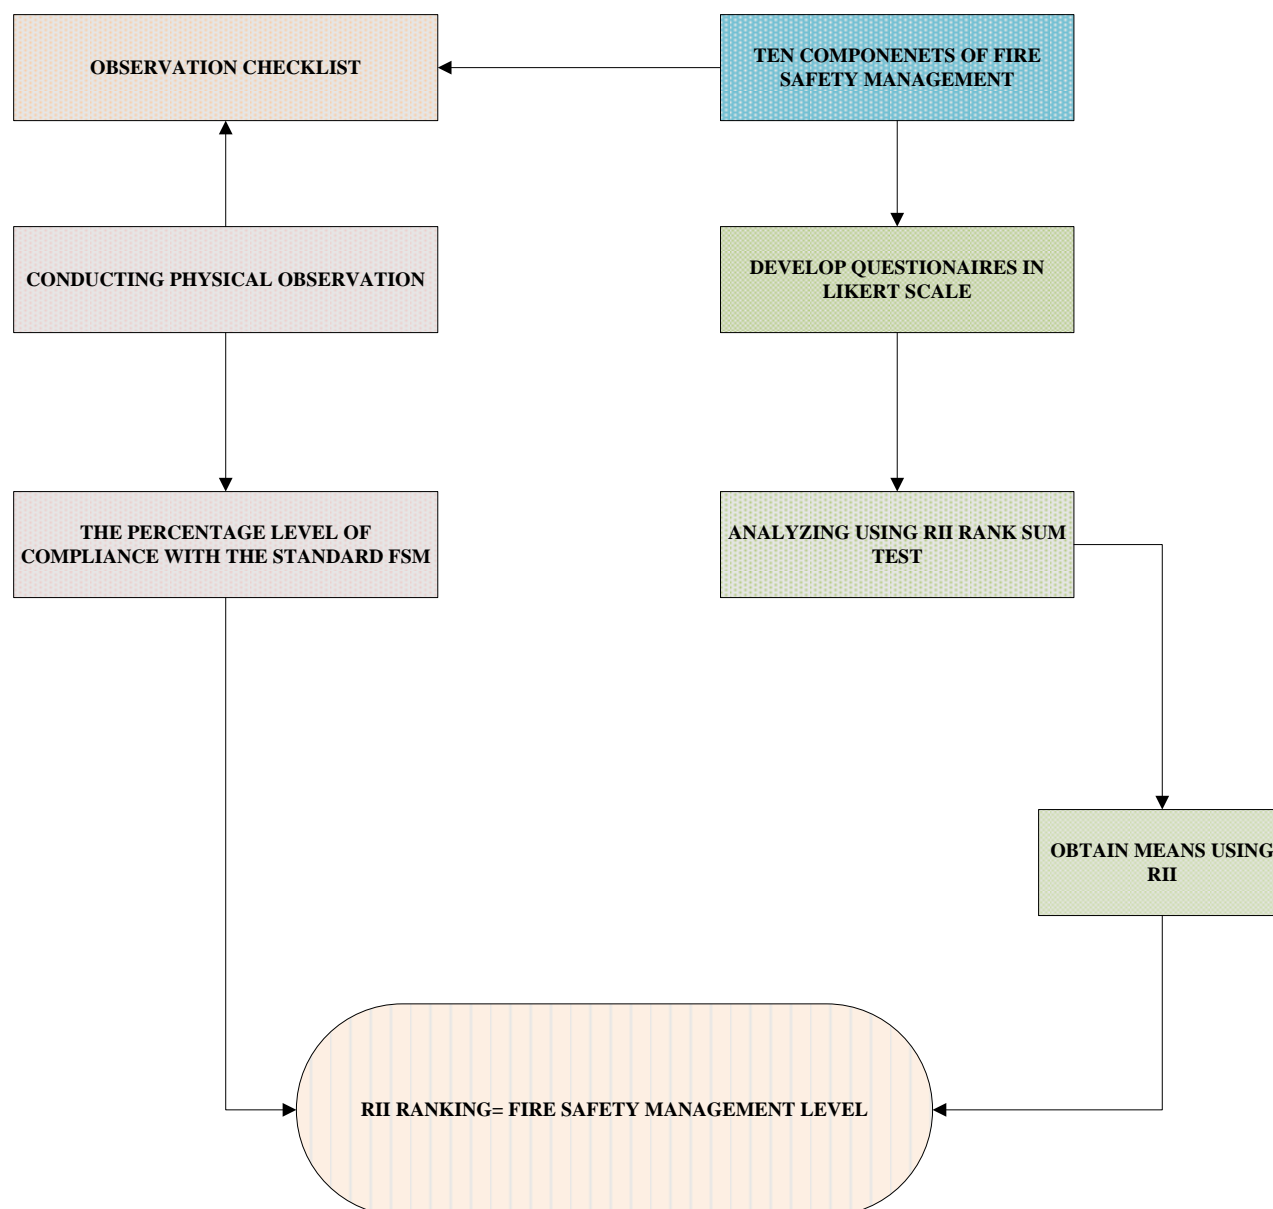 OBSERVATION CHECKLIST
TEN COMPONENETS OF FIRE
SAFETY MANAGEMENT
CONDUCTING PHYSICAL OBSERVATION
DEVELOP QUESTIONAIRES IN
LIKERT SCALE
THE PERCENTAGE LEVEL OF
COMPLIANCE WITH THE STANDARD FSM
ANALYZING USING RII RANK SUM
TEST
OBTAIN MEANS USING
RII
RII RANKING= FIRE SAFETY MANAGEMENT LEVEL